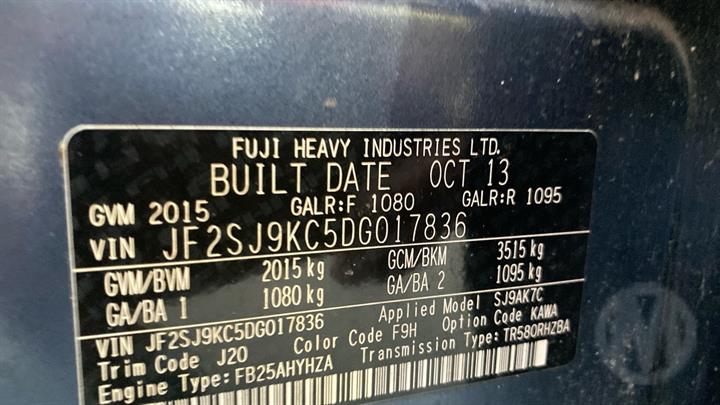 FUJI HEAVY INDUSTRIES LTD.
BUILT DATE OCT 13
GVM 2015 GALR:F 1080 GALR:R 1095
VIN JF2SJ9KC5DG017836
GVM/BVM 2015 kg GCM/BKM 3515 kg
GA/BA 1 1080 kg GA/BA 2 1095 kg
VIN JF2SJ9KC5DG017836 Applied Model SJ9AK7C
Trim Code J20 Color Code F9H Option Code KAWA
Engine Type:FB25AHYHZA Transmission Type:TR580RHZBA